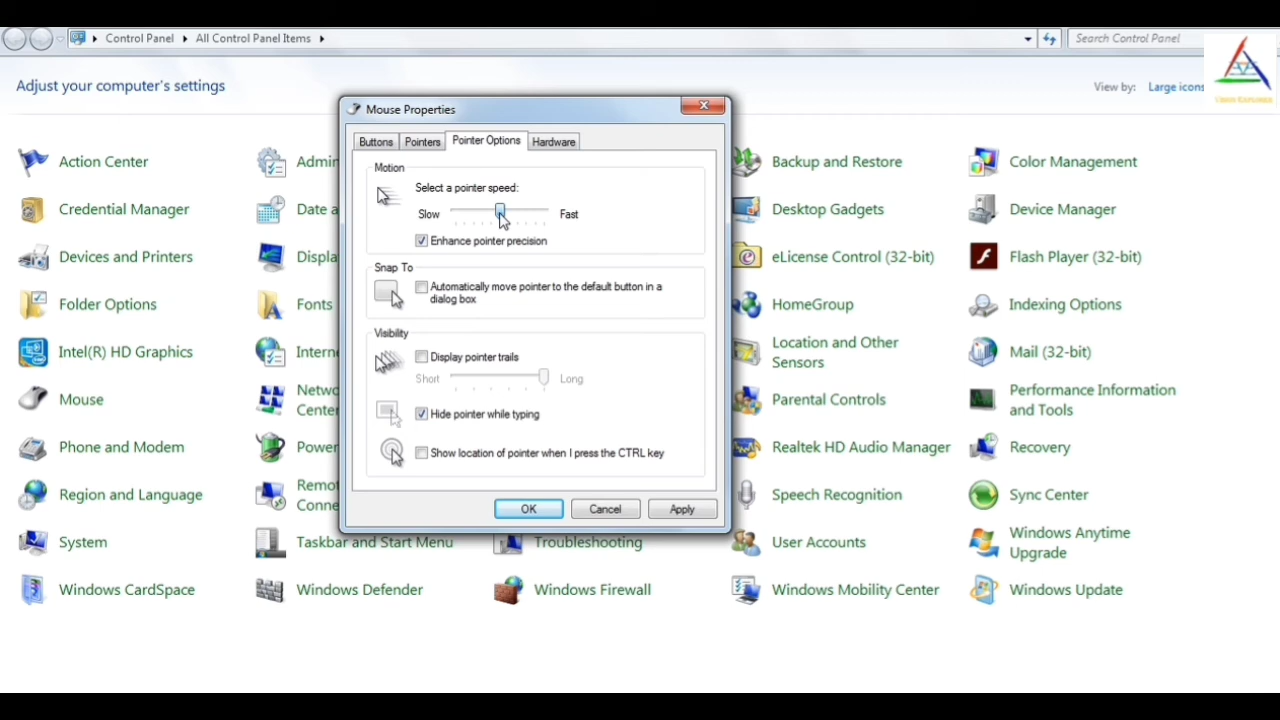 Control Panel
All Control Panel Items
Search Control Panel
Adjust your computer's settings
View by:
Large icons
Mouse Properties
Buttons
Pointers
Pointer Options
Hardware
Motion
Select a pointer speed:
Slow
Fast
Enhance pointer precision
Snap To
Automatically move pointer to the default button in a
dialog box
Visibility
Display pointer trails
Short
Long
Hide pointer while typing
Show location of pointer when I press the CTRL key
OK
Cancel
Apply
Action Center
Backup and Restore
Color Management
Credential Manager
Desktop Gadgets
Device Manager
Devices and Printers
eLicense Control (32-bit)
Flash Player (32-bit)
Folder Options
Fonts
HomeGroup
Indexing Options
Intel(R) HD Graphics
Location and Other
Sensors
Mail (32-bit)
Mouse
Center
Parental Controls
Performance Information
and Tools
Phone and Modem
Power
Realtek HD Audio Manager
Recovery
Region and Language
Speech Recognition
Sync Center
System
Taskbar and Start Menu
Troubleshooting
User Accounts
Windows Anytime
Upgrade
Windows CardSpace
Windows Defender
Windows Firewall
Windows Mobility Center
Windows Update